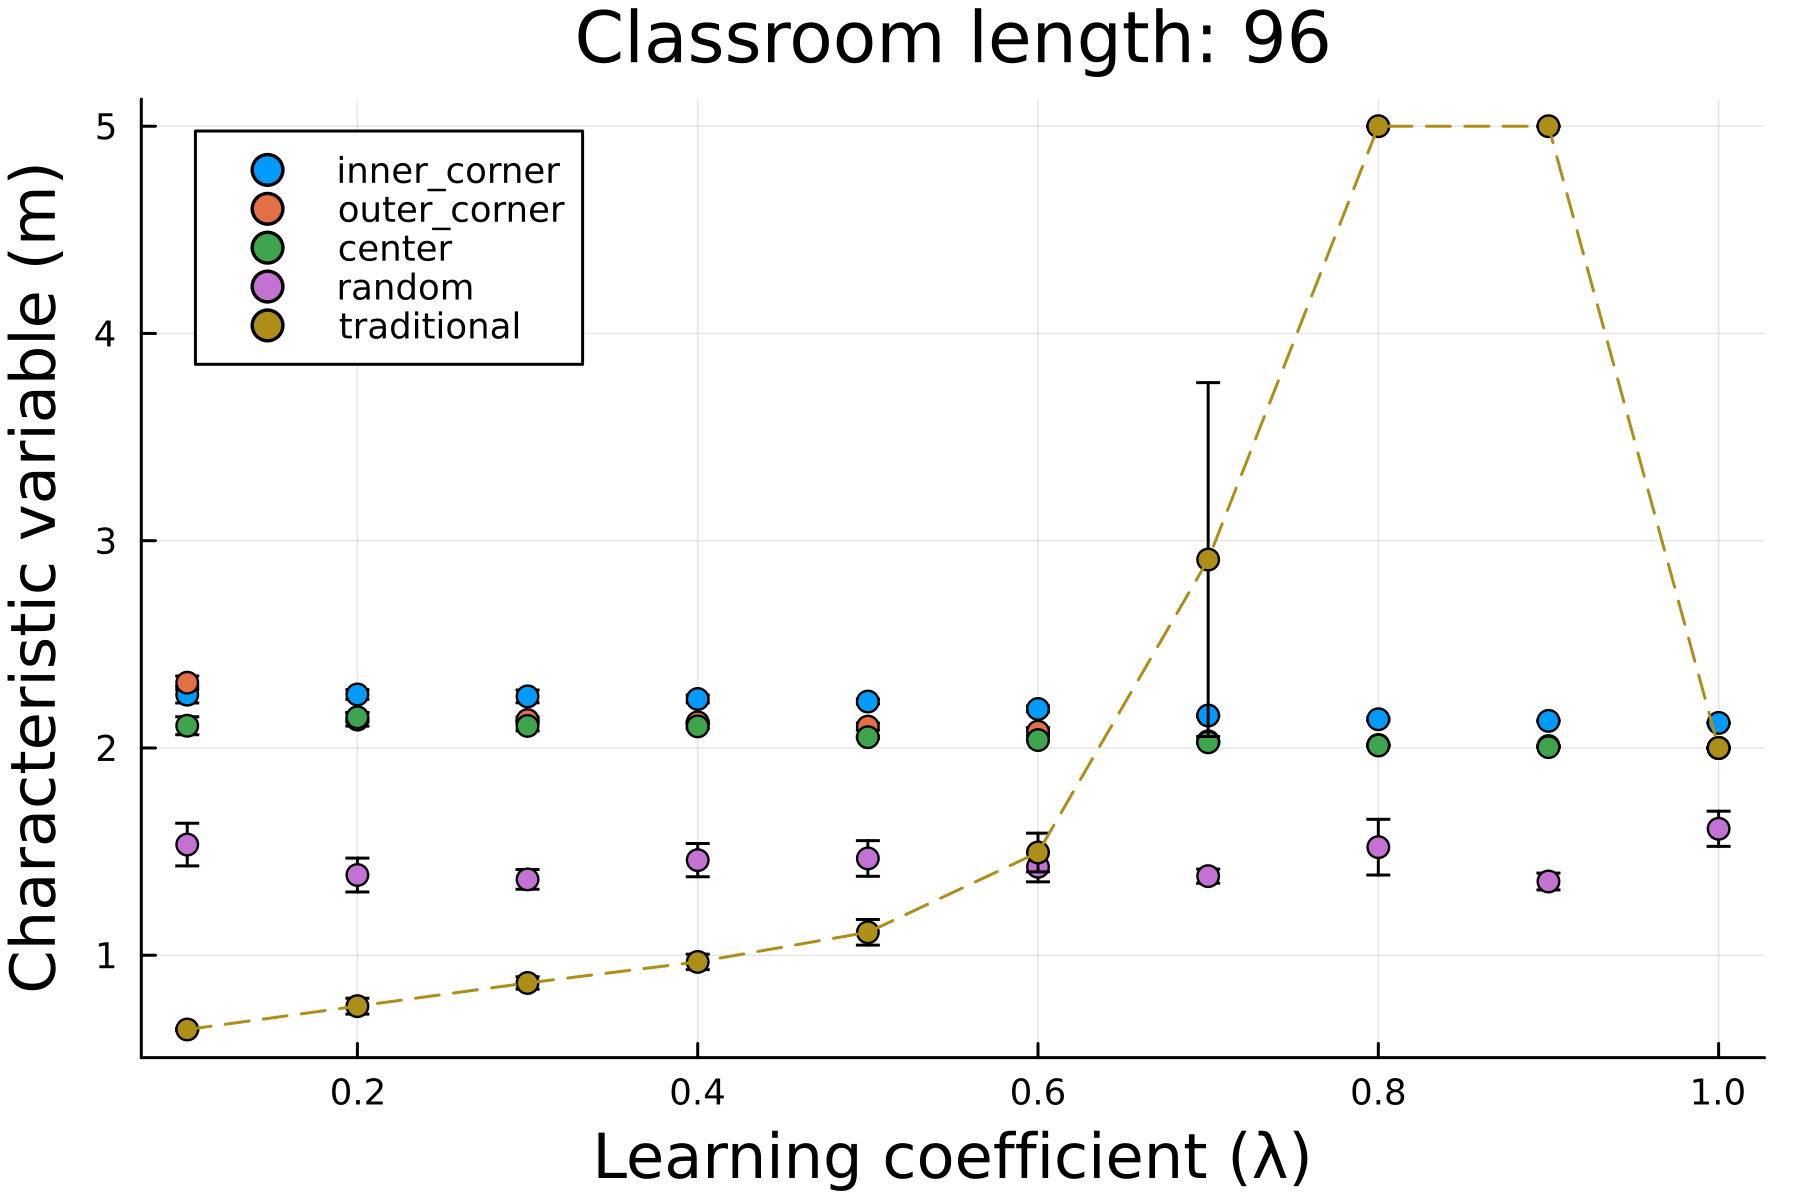 Classroom length: 96
Characteristic variable (m)
5
4
3
2
1
inner_corner
outer_corner
center
random
traditional
0.2
0.4
0.6
0.8
1.0
Learning coefficient (λ)